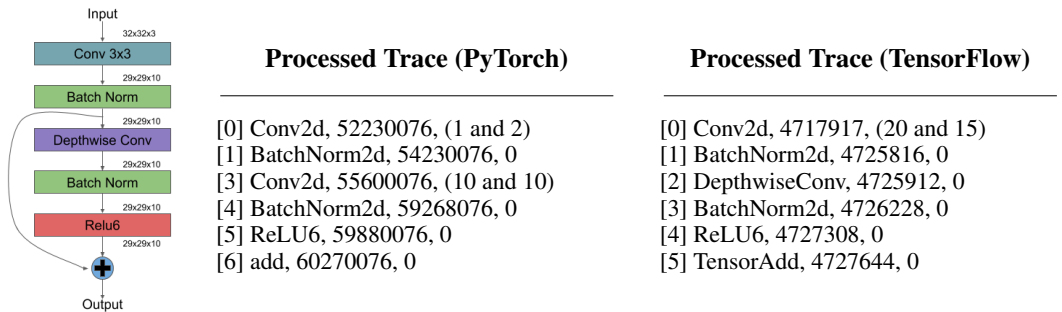 Input
32x32x3
Conv 3x3
29x29x10
Batch Norm
29x29x10
Depthwise Conv
29x29x10
Batch Norm
29x29x10
Relu6
29x29x10
Output
Processed Trace (PyTorch)
[0] Conv2d, 52230076, (1 and 2)
[1] BatchNorm2d, 54230076, 0
[3] Conv2d, 55600076, (10 and 10)
[4] BatchNorm2d, 59268076, 0
[5] ReLU6, 59880076, 0
[6] add, 60270076, 0
Processed Trace (TensorFlow)
[0] Conv2d, 4717917, (20 and 15)
[1] BatchNorm2d, 4725816, 0
[2] DepthwiseConv, 4725912, 0
[3] BatchNorm2d, 4726228, 0
[4] ReLU6, 4727308, 0
[5] TensorAdd, 4727644, 0